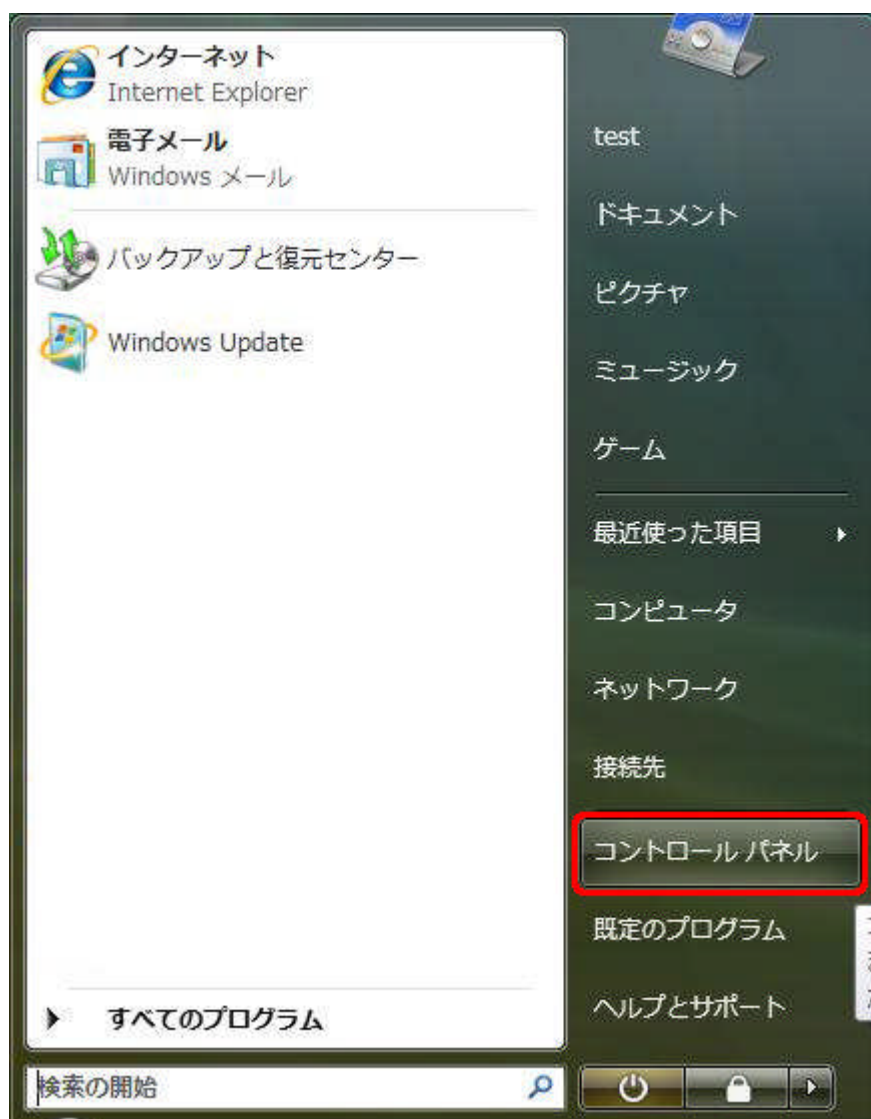 インターネット
Internet Explorer
電子メール
Windows メール
バックアップと復元センター
Windows Update
すべてのプログラム
検索の開始
test
ドキュメント
ピクチャ
ミュージック
ゲーム
最近使った項目
コンピュータ
ネットワーク
接続先
コントロール パネル
既定のプログラム
ヘルプとサポート